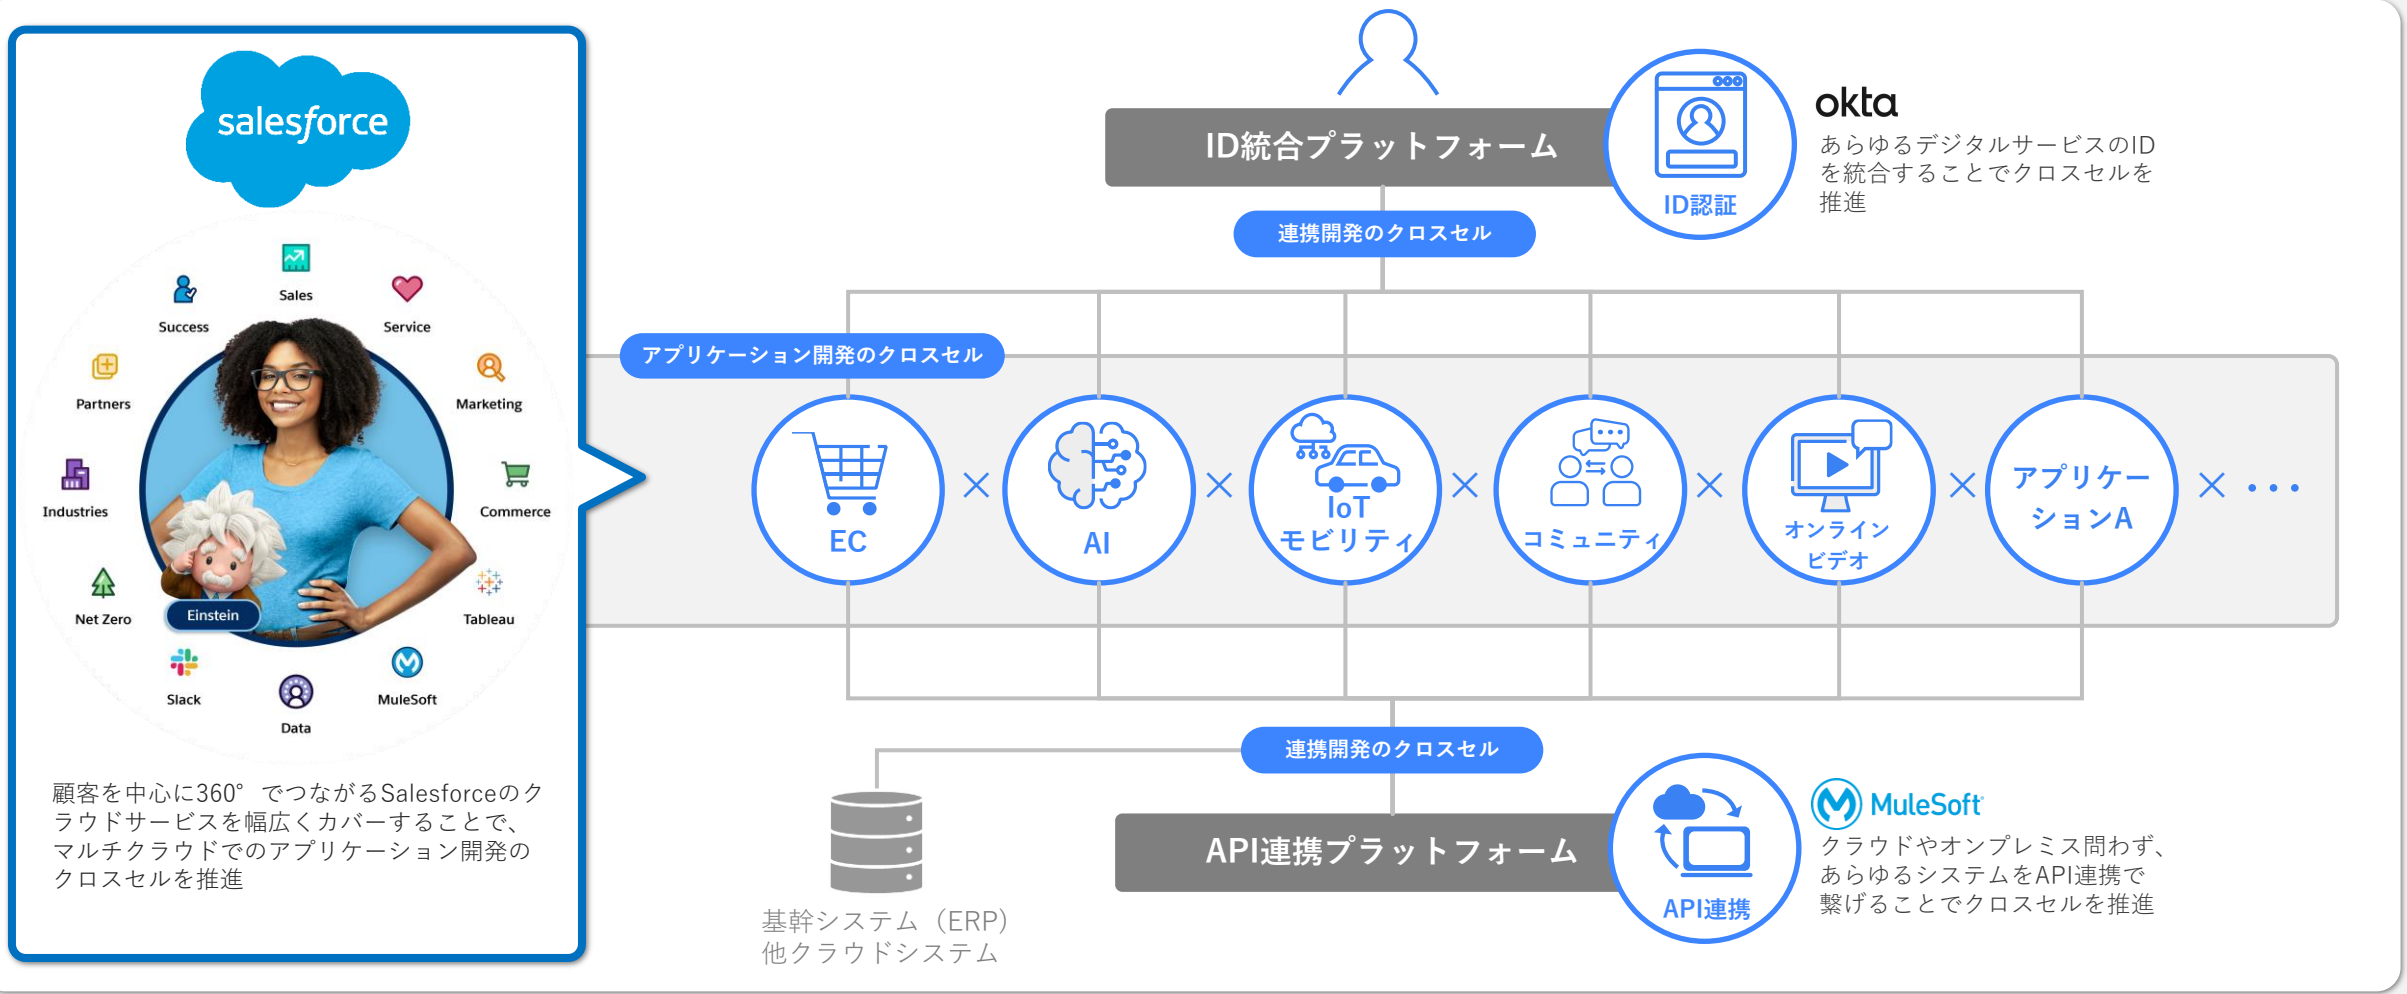 salesforce
Sales
Success
Service
Partners
Marketing
Industries
Commerce
Net Zero
Einstein
Tableau
Slack
MuleSoft
Data
顧客を中心に360°でつながるSalesforceのク
ラウドサービスを幅広くカバーすることで、
マルチクラウドでのアプリケーション開発の
クロスセルを推進
ID統合プラットフォーム
ID認証
okta
あらゆるデジタルサービスのID
を統合することでクロスセルを
推進
連携開発のクロスセル
アプリケーション開発のクロスセル
EC
×
AI
×
IoT
モビリティ
×
コミュニティ
×
オンライン
ビデオ
×
アプリケー
ションA
× ・・・
連携開発のクロスセル
基幹システム（ERP）
他クラウドシステム
API連携プラットフォーム
API連携
MuleSoft
クラウドやオンプレミス問わず、
あらゆるシステムをAPI連携で
繋げることでクロスセルを推進